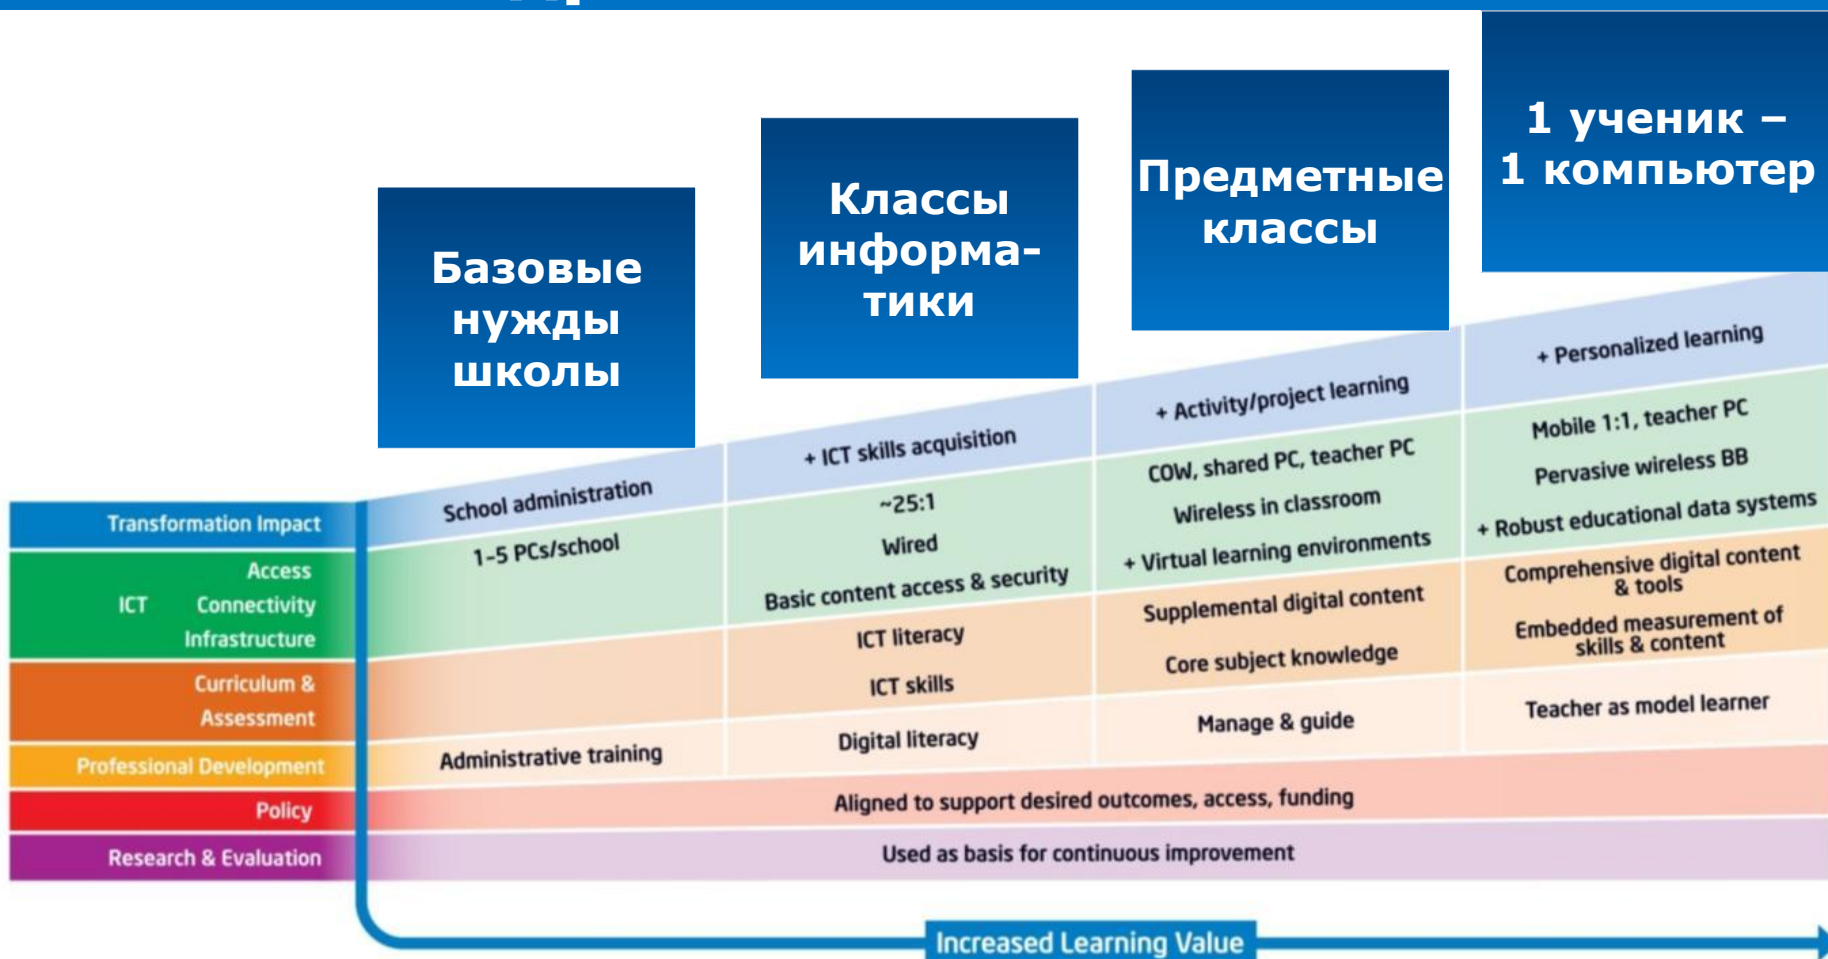 Базовые
нужды
школы
Классы
информа-
тики
Предметные
классы
1 ученик –
1 компьютер
Transformation Impact
School administration
+ ICT skills acquisition
+ Activity/project learning
+ Personalized learning
ICT
Access
Connectivity
Infrastructure
1-5 PCs/school
~25:1
Wired
Basic content access & security
COW, shared PC, teacher PC
Wireless in classroom
+ Virtual learning environments
Mobile 1:1, teacher PC
Pervasive wireless BB
+ Robust educational data systems
Curriculum &
Assessment
ICT literacy
ICT skills
Supplemental digital content
Core subject knowledge
Comprehensive digital content
& tools
Embedded measurement of
skills & content
Professional Development
Administrative training
Digital literacy
Manage & guide
Teacher as model learner
Policy
Aligned to support desired outcomes, access, funding
Research & Evaluation
Used as basis for continuous improvement
Increased Learning Value